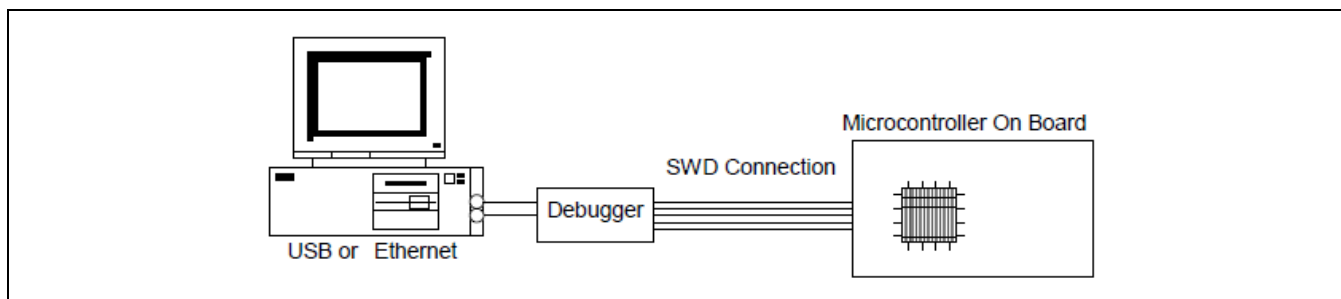 Microcontroller On Board
SWD Connection
Debugger
USB or Ethernet